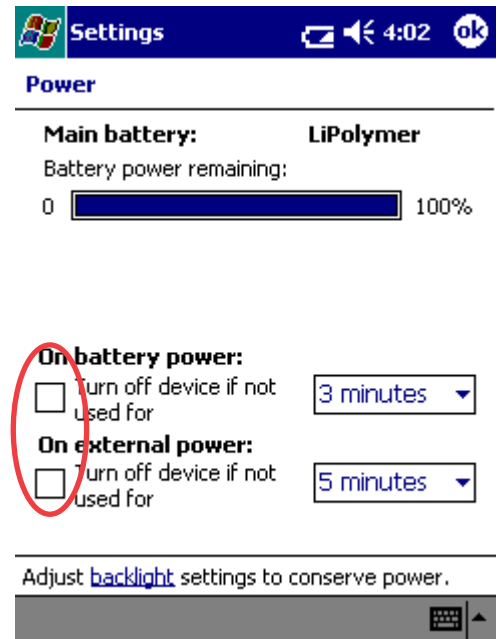 Settings 4:02 ok
Power
Main battery: LiPolymer
Battery power remaining:
0 100%
On battery power:
Turn off device if not
used for
3 minutes
On external power:
Turn off device if not
used for
5 minutes
Adjust backlight settings to conserve power.